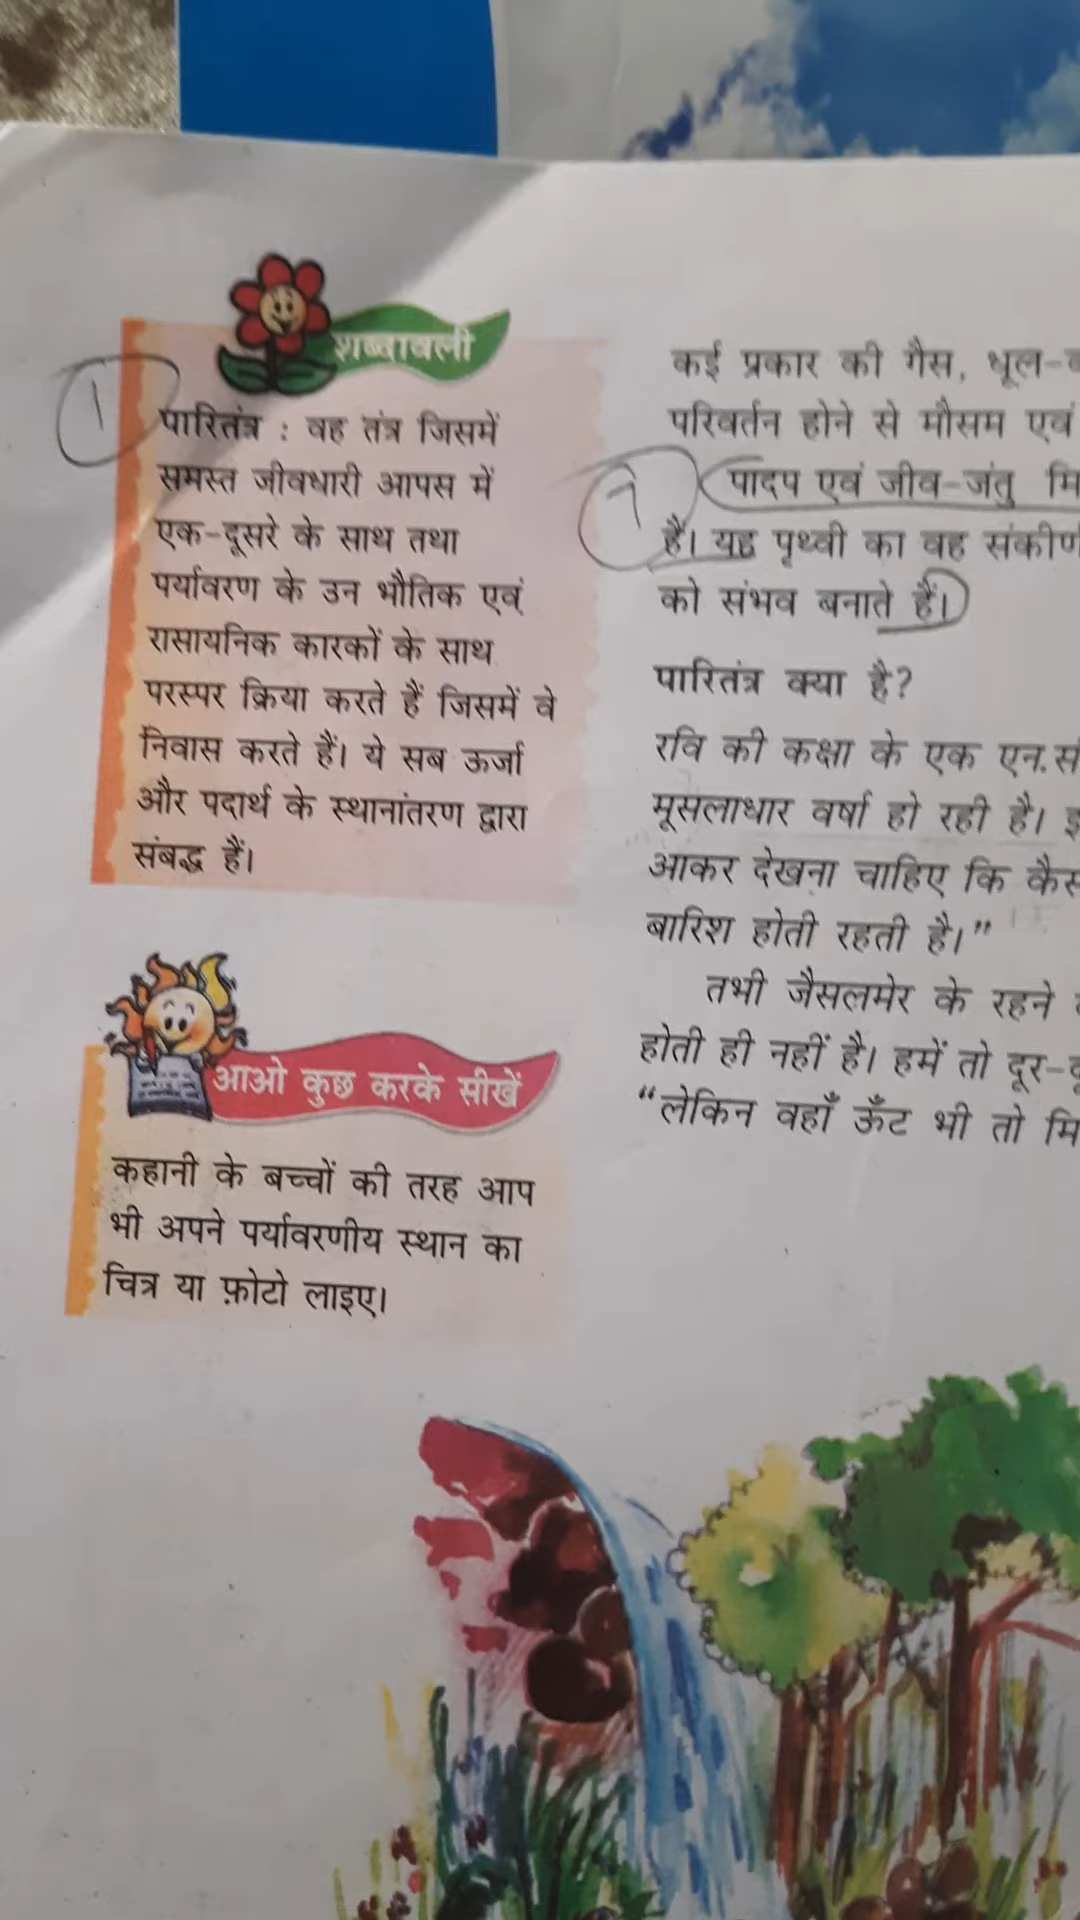 शब्दावली
1
पारितंत्र : वह तंत्र जिसमें
समस्त जीवधारी आपस में
एक-दूसरे के साथ तथा
पर्यावरण के उन भौतिक एवं
रासायनिक कारकों के साथ
परस्पर क्रिया करते हैं जिसमें वे
निवास करते हैं। ये सब ऊर्जा
और पदार्थ के स्थानांतरण द्वारा
संबद्ध हैं।
आओ कुछ करके सीखें
कहानी के बच्चों की तरह आप
भी अपने पर्यावरणीय स्थान का
चित्र या फ़ोटो लाइए।
कई प्रकार की गैस, धूल-
परिवर्तन होने से मौसम एवं
पादप एवं जीव-जंतु
हैं। यह पृथ्वी का वह
को संभव बनाते हैं।
पारितंत्र क्या है?
रवि की कक्षा के एक एन.
मूसलाधार वर्षा हो रही है।
आकर देखना चाहिए कि
बारिश होती रहती है।”
तभी जैसलमेर के रहने
होती ही नहीं है। हमें तो दूर-
“लेकिन वहाँ ऊँट भी तो